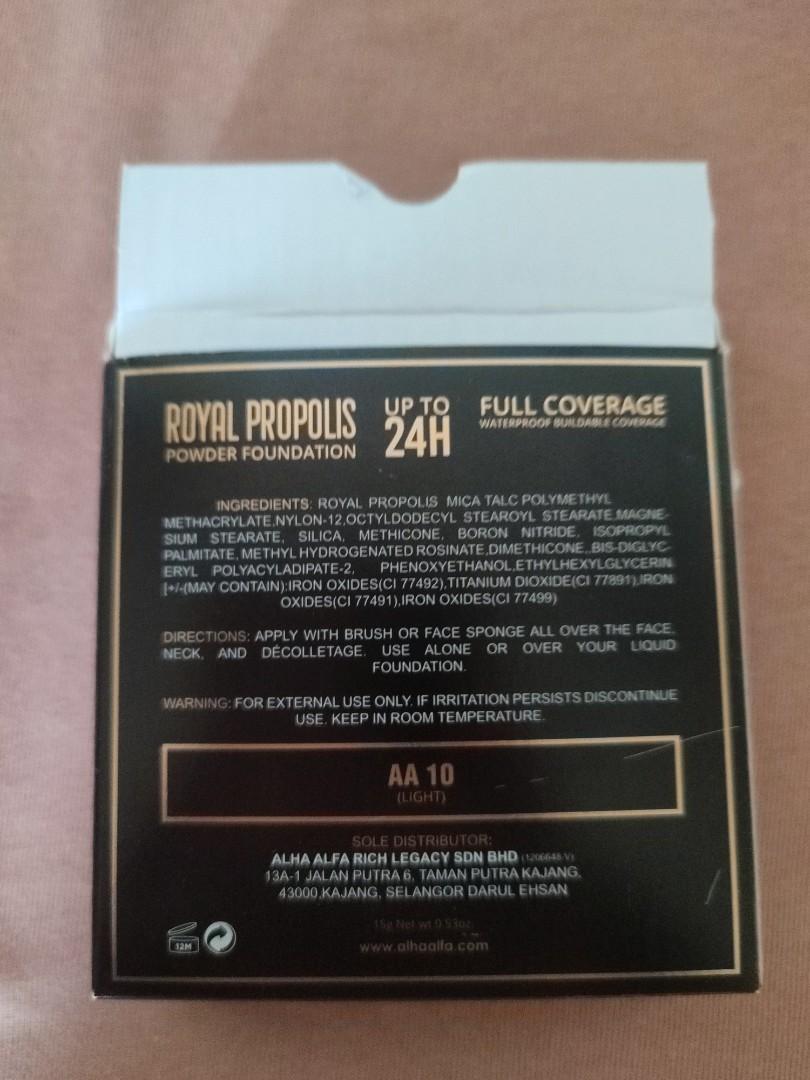 ROYAL PROPOLIS
POWDER FOUNDATION
UP TO
24H
FULL COVERAGE
WATERPROOF BUILDABLE COVERAGE
INGREDIENTS: ROYAL PROPOLIS MICA TALC POLYMETHYL
METHACRYLATE,NYLON-12,OCTYLDODECYL STEAROYL STEARATE,MAGNE-
SIUM STEARATE, SILICA, METHICONE, BORON NITRIDE, ISOPROPYL
PALMITATE, METHYL HYDROGENATED ROSINATE,DIMETHICONE,.BIS-DIGLYC-
ERYL POLYACYLADIPATE-2, PHENOXYETHANOL,ETHYLHEXYLGLYCERIN
[+/-(MAY CONTAIN):IRON OXIDES(CI 77492),TITANIUM DIOXIDE(CI 77891),IRON
OXIDES(CI 77491),IRON OXIDES(CI 77499)
DIRECTIONS: APPLY WITH BRUSH OR FACE SPONGE ALL OVER THE FACE,
NECK, AND DÉCOLLETAGE. USE ALONE OR OVER YOUR LIQUID
FOUNDATION.
WARNING: FOR EXTERNAL USE ONLY. IF IRRITATION PERSISTS DISCONTINUE
USE. KEEP IN ROOM TEMPERATURE.
AA 10
(LIGHT)
SOLE DISTRIBUTOR:
ALHA ALFA RICH LEGACY SDN BHD (1206648-V)
13A-1 JALAN PUTRA 6, TAMAN PUTRA KAJANG,
43000,KAJANG, SELANGOR DARUL EHSAN
15g Net wt 0.53oz
www.alhaalfa.com
12M